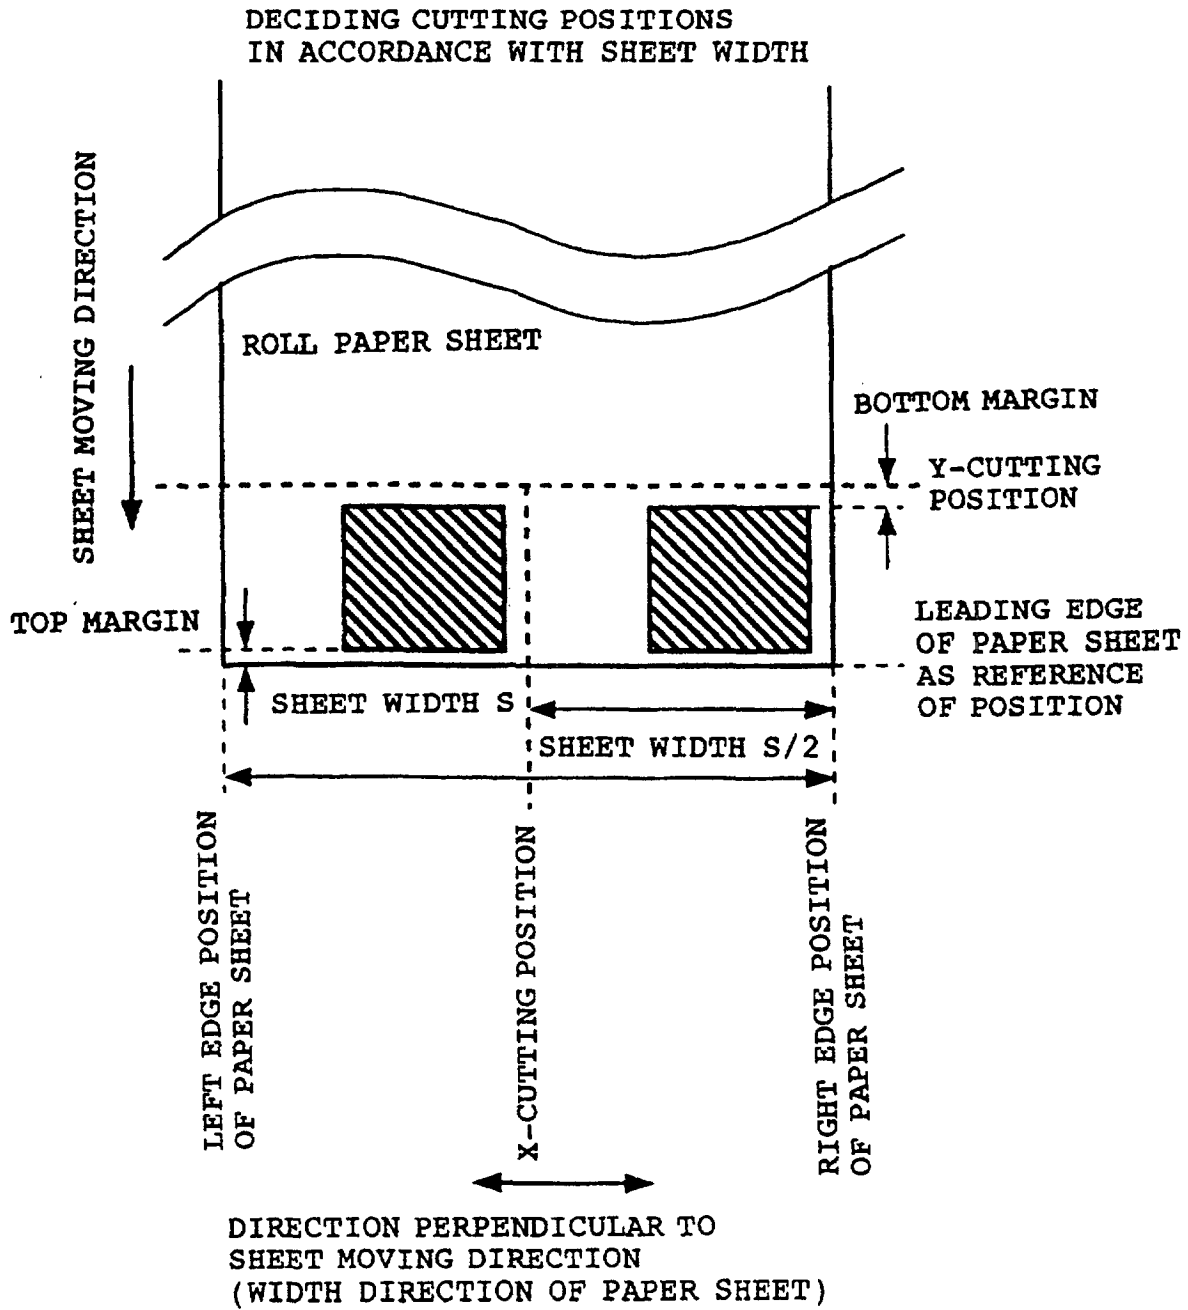 DECIDING CUTTING POSITIONS
IN ACCORDANCE WITH SHEET WIDTH
SHEET MOVING DIRECTION
ROLL PAPER SHEET
BOTTOM MARGIN
Y-CUTTING
POSITION
TOP MARGIN
LEADING EDGE
OF PAPER SHEET
AS REFERENCE
OF POSITION
SHEET WIDTH S
SHEET WIDTH S/2
LEFT EDGE POSITION
OF PAPER SHEET
X-CUTTING POSITION
RIGHT EDGE POSITION
OF PAPER SHEET
DIRECTION PERPENDICULAR TO
SHEET MOVING DIRECTION
(WIDTH DIRECTION OF PAPER SHEET)